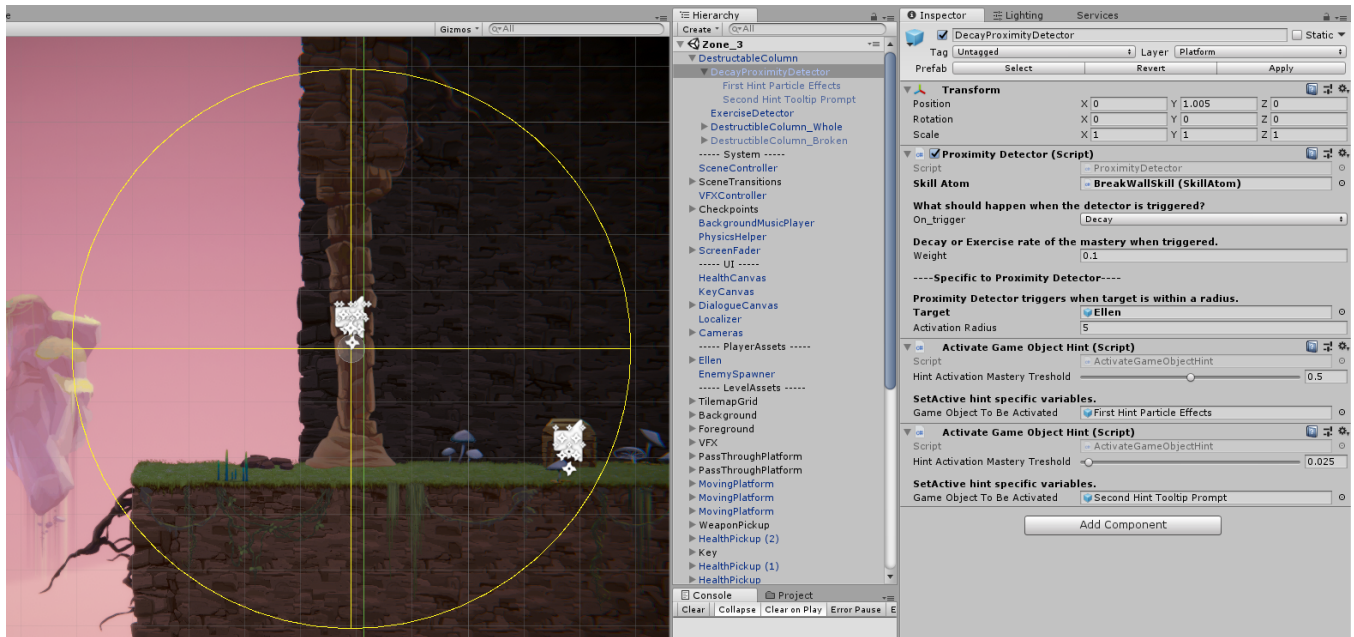 Gizmos
All
Hierarchy
Create
All
Zone_3
DestructableColumn
DecayProximityDetector
First Hint Particle Effects
Second Hint Tooltip Prompt
ExerciseDetector
DestructibleColumn_Whole
DestructibleColumn_Broken
----- System -----
SceneController
SceneTransitions
VFXController
Checkpoints
BackgroundMusicPlayer
PhysicsHelper
ScreenFader
----- UI -----
HealthCanvas
KeyCanvas
DialogueCanvas
Localizer
Cameras
----- PlayerAssets -----
Ellen
EnemySpawner
----- LevelAssets -----
TilemapGrid
Background
Foreground
VFX
PassThroughPlatform
PassThroughPlatform
MovingPlatform
MovingPlatform
MovingPlatform
WeaponPickup
HealthPickup (2)
Key
HealthPickup (1)
HealthPickup
Console Project
Clear Collapse Clear on Play Error Pause E
Inspector Lighting Services
DecayProximityDetector Static
Tag Untagged Layer Platform
Prefab Select Revert Apply
Transform
Position X 0 Y 1.005 Z 0
Rotation X 0 Y 0 Z 0
Scale X 1 Y 1 Z 1
Proximity Detector (Script)
Script ProximityDetector
Skill Atom BreakWallSkill (SkillAtom)
What should happen when the detector is triggered?
On_trigger Decay
Decay or Exercise rate of the mastery when triggered.
Weight 0.1
----Specific to Proximity Detector----
Proximity Detector triggers when target is within a radius.
Target Ellen
Activation Radius 5
Activate Game Object Hint (Script)
Script ActivateGameObjectHint
Hint Activation Mastery Treshold 0.5
SetActive hint specific variables.
Game Object To Be Activated First Hint Particle Effects
Activate Game Object Hint (Script)
Script ActivateGameObjectHint
Hint Activation Mastery Treshold 0.025
SetActive hint specific variables.
Game Object To Be Activated Second Hint Tooltip Prompt
Add Component